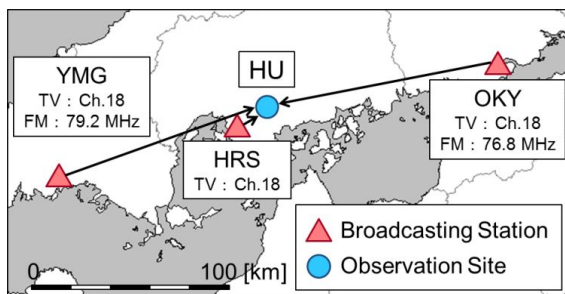 YMG
TV : Ch.18
FM : 79.2 MHz
HU
HRS
TV : Ch.18
OKY
TV : Ch.18
FM : 76.8 MHz
Broadcasting Station
Observation Site
0 100 [km]